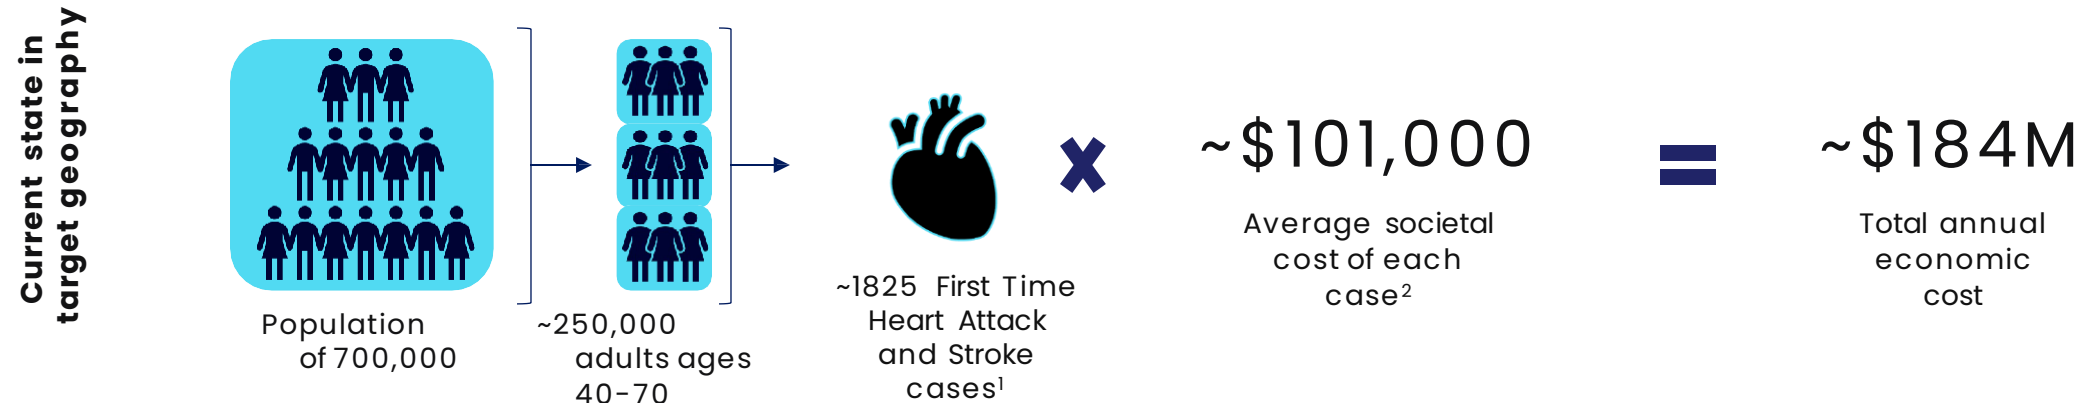 Current state in
target geography
Population
of 700,000
~250,000
adults ages
40-70
~1825 First Time
Heart Attack
and Stroke
cases¹
x
~$101,000
Average societal
cost of each
case²
=
~$184M
Total annual
economic
cost